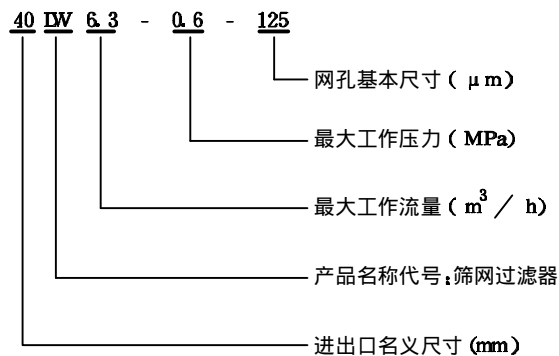 40 LW 6.3 - 0.6 - 125
网孔基本尺寸( μm)
最大工作压力( MPa)
最大工作流量( m³ / h)
产品名称代号:筛网过滤器
进出口名义尺寸(mm)